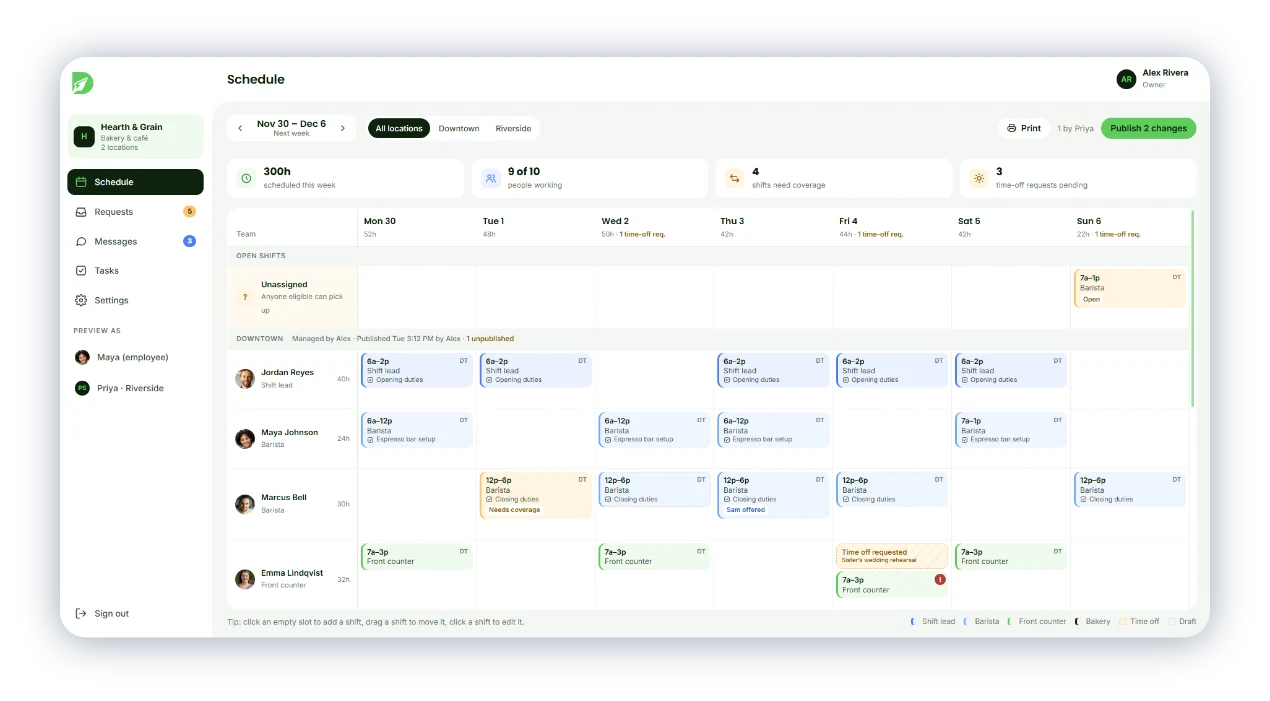 Schedule
AR
Alex Rivera
Owner
H
Hearth & Grain
Bakery & café
2 locations
Schedule
Requests
5
Messages
3
Tasks
Settings
PREVIEW AS
Maya (employee)
PS
Priya · Riverside
Sign out
Nov 30 – Dec 6
Next week
All locations
Downtown
Riverside
Print
1 by Priya
Publish 2 changes
300h
scheduled this week
9 of 10
people working
4
shifts need coverage
3
time-off requests pending
Team
Mon 30
52h
Tue 1
48h
Wed 2
50h · 1 time-off req.
Thu 3
42h
Fri 4
44h · 1 time-off req.
Sat 5
42h
Sun 6
22h · 1 time-off req.
OPEN SHIFTS
?
Unassigned
Anyone eligible can pick
up
7a–1p DT
Barista
Open
DOWNTOWN Managed by Alex · Published Tue 3:12 PM by Alex · 1 unpublished
Jordan Reyes
Shift lead
40h
6a–2p DT
Shift lead
Opening duties
6a–2p DT
Shift lead
Opening duties
6a–2p DT
Shift lead
Opening duties
6a–2p DT
Shift lead
Opening duties
6a–2p DT
Shift lead
Opening duties
Maya Johnson
Barista
24h
6a–12p DT
Barista
Espresso bar setup
6a–12p DT
Barista
Espresso bar setup
6a–12p DT
Barista
Espresso bar setup
7a–1p DT
Barista
Espresso bar setup
Marcus Bell
Barista
30h
12p–6p DT
Barista
Closing duties
Needs coverage
12p–6p DT
Barista
Closing duties
12p–6p DT
Barista
Closing duties
Sam offered
12p–6p DT
Barista
Closing duties
12p–6p DT
Barista
Closing duties
Emma Lindqvist
Front counter
32h
7a–3p DT
Front counter
7a–3p DT
Front counter
Time off requested
Sister's wedding rehearsal
7a–3p !
Front counter
7a–3p DT
Front counter
Tip: click an empty slot to add a shift, drag a shift to move it, click a shift to edit it.
Shift lead
Barista
Front counter
Bakery
Time off
Draft